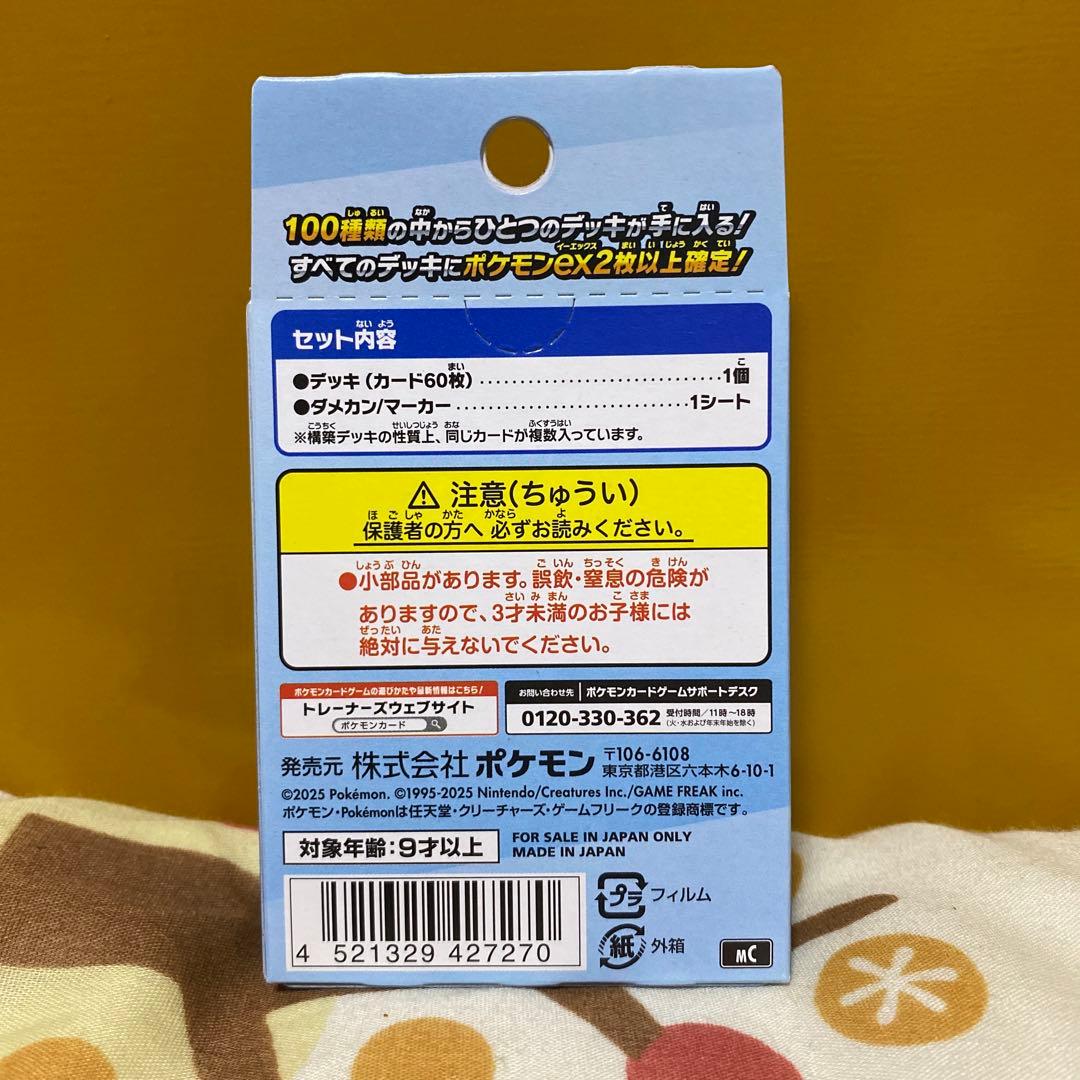 100種類の中からひとつのデッキが手に入る!
すべてのデッキにポケモンex2枚以上確定!
セット内容
●デッキ(カード60枚)..............................1個
●ダメカン/マーカー..............................1シート
※構築デッキの性質上、同じカードが複数入っています。
⚠ 注意(ちゅうい)
保護者の方へ 必ずお読みください。
●小部品があります。誤飲・窒息の危険が
ありますので、3才未満のお子様には
絶対に与えないでください。
ポケモンカードゲームの遊びかたや最新情報はこちら!
トレーナーズウェブサイト
ポケモンカード
お問い合わせ先 ポケモンカードゲームサポートデスク
0120-330-362 受付時間/11時~18時
(火・水および年末年始を除く)
発売元 株式会社 ポケモン 〒106-6108
東京都港区六本木6-10-1
©2025 Pokémon. ©1995-2025 Nintendo/Creatures Inc./GAME FREAK inc.
ポケモン・Pokémonは任天堂・クリーチャーズ・ゲームフリークの登録商標です。
対象年齢:9才以上
FOR SALE IN JAPAN ONLY
MADE IN JAPAN
プラ フィルム
紙 外箱
4 521329 427270
MC